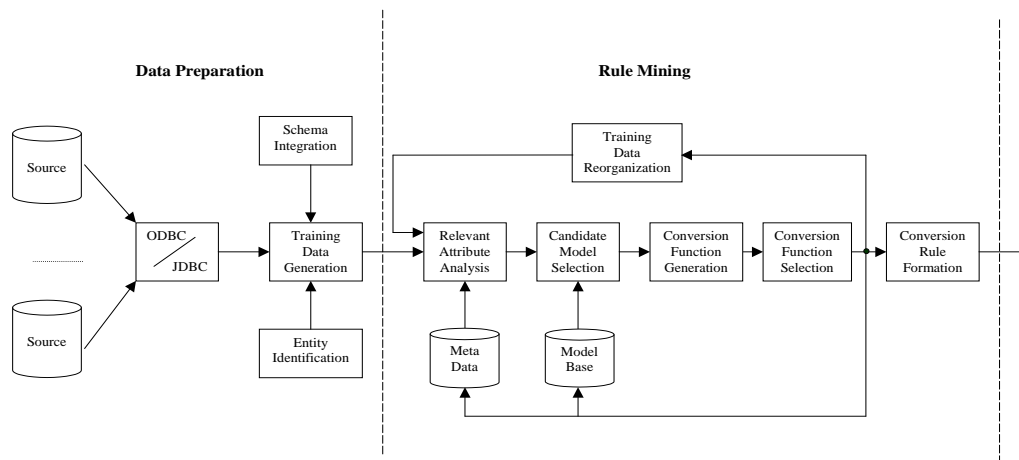 Data Preparation
Rule Mining
Source
Source
ODBC
JDBC
Schema
Integration
Training
Data
Generation
Entity
Identification
Training
Data
Reorganization
Relevant
Attribute
Analysis
Candidate
Model
Selection
Conversion
Function
Generation
Conversion
Function
Selection
Conversion
Rule
Formation
Meta
Data
Model
Base